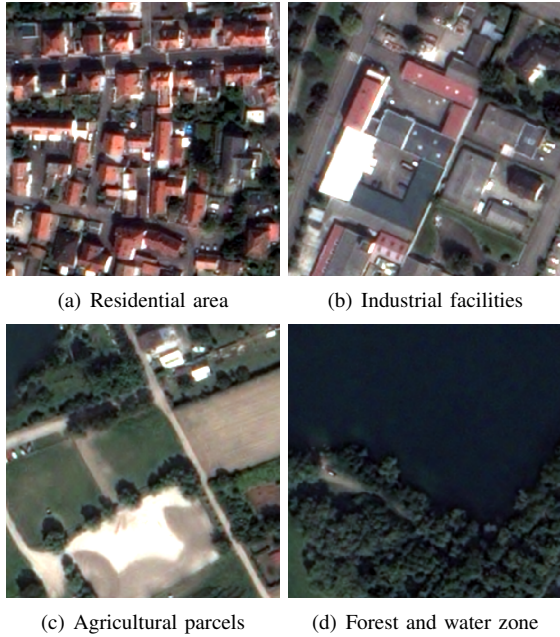 (a) Residential area
(b) Industrial facilities
(c) Agricultural parcels
(d) Forest and water zone